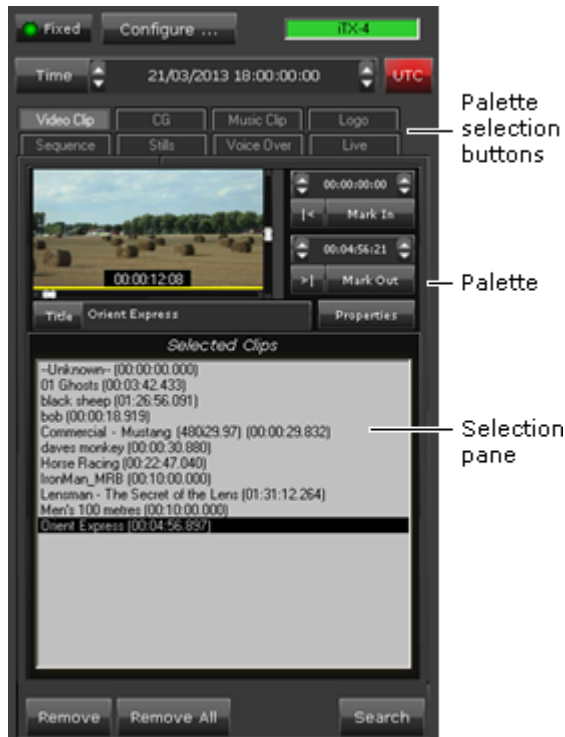 Fixed Configure ... iTX-4
Time 21/03/2013 18:00:00:00 UTC
Video Clip CG Music Clip Logo
Sequence Stills Voice Over Live
Palette
selection
buttons
00:00:00:00
|< Mark In
00:04:56:21
>| Mark Out
00:00:12:08
Palette
Title Orient Express Properties
Selected Clips
--Unknown-- (00:00:00.000)
01 Ghosts (00:03:42.433)
black sheep (01:26:56.091)
bob (00:00:18.919)
Commercial - Mustang (480i29.97) (00:00:29.832)
daves monkey (00:00:30.880)
Horse Racing (00:22:47.040)
IronMan_MRB (00:10:00.000)
Lensman - The Secret of the Lens (01:31:12.264)
Men's 100 metres (00:10:00.000)
Orient Express (00:04:56.897)
Selection
pane
Remove Remove All Search